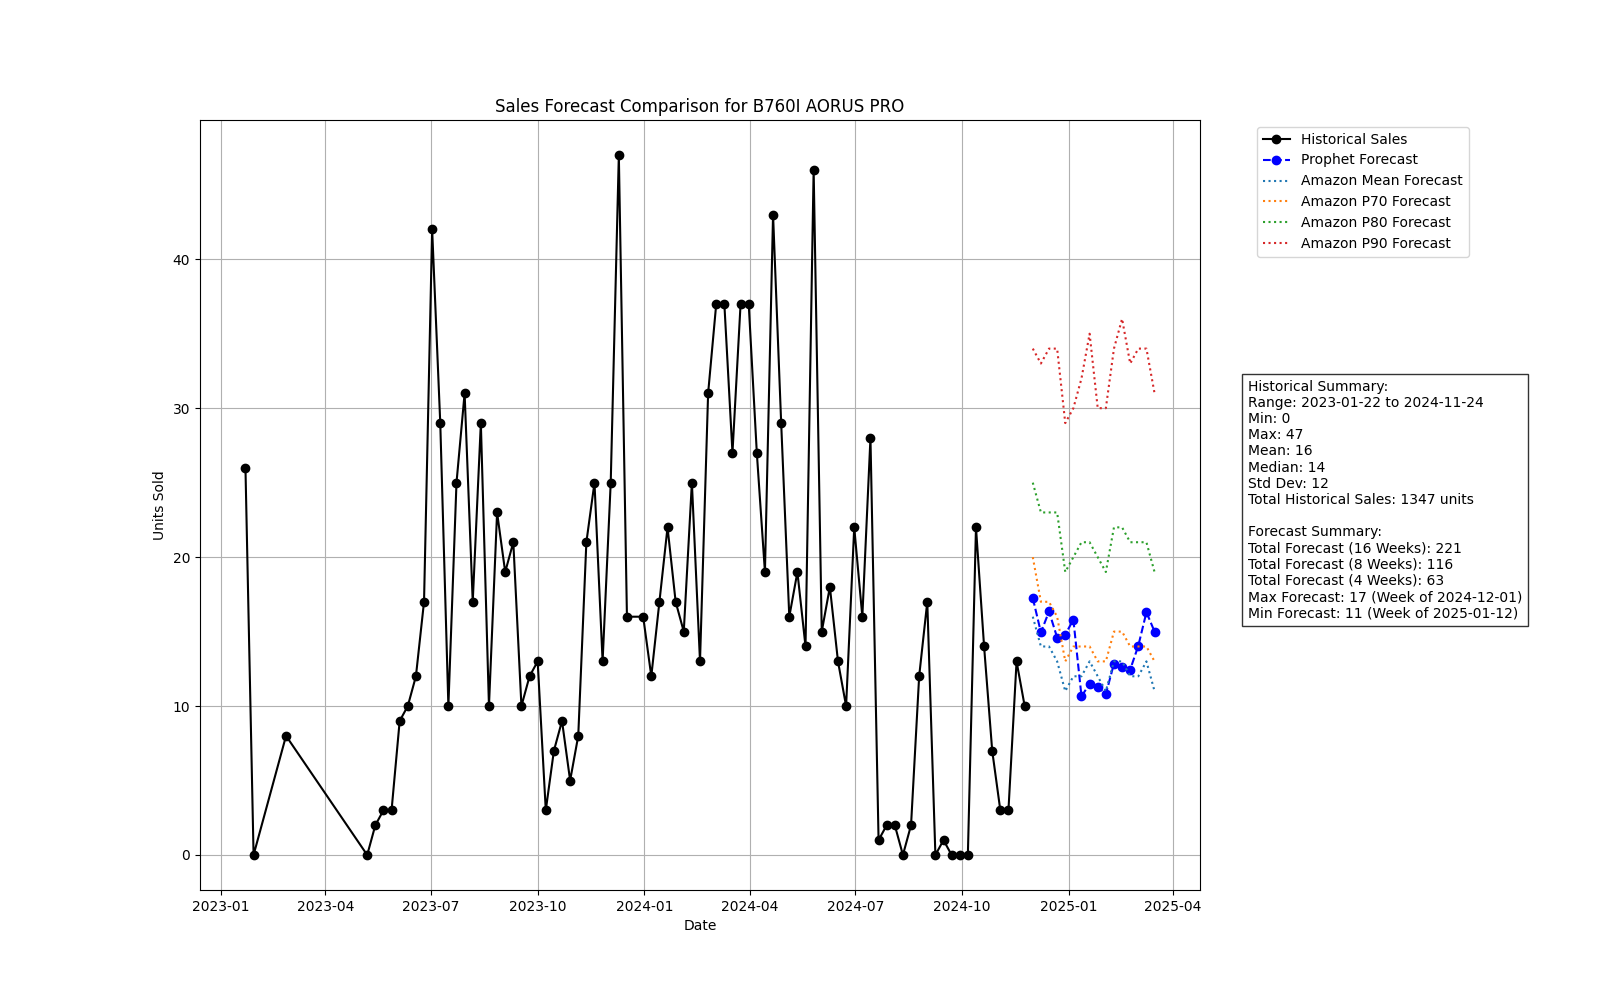 Sales Forecast Comparison for B760I AORUS PRO
Units Sold
40
30
20
10
0
2023-01
2023-04
2023-07
2023-10
2024-01
2024-04
2024-07
2024-10
2025-01
2025-04
Date
Historical Sales
Prophet Forecast
Amazon Mean Forecast
Amazon P70 Forecast
Amazon P80 Forecast
Amazon P90 Forecast
Historical Summary:
Range: 2023-01-22 to 2024-11-24
Min: 0
Max: 47
Mean: 16
Median: 14
Std Dev: 12
Total Historical Sales: 1347 units
Forecast Summary:
Total Forecast (16 Weeks): 221
Total Forecast (8 Weeks): 116
Total Forecast (4 Weeks): 63
Max Forecast: 17 (Week of 2024-12-01)
Min Forecast: 11 (Week of 2025-01-12)